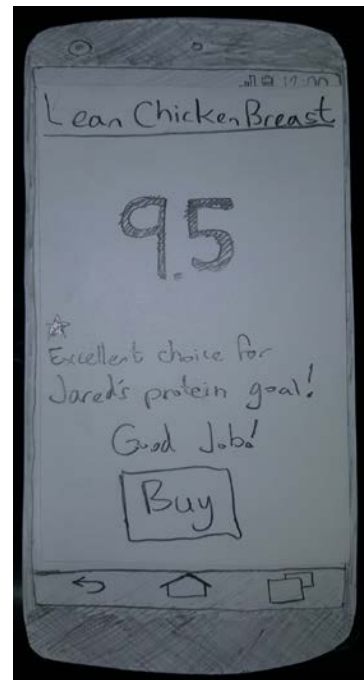 Lean Chicken Breast
9.5
Excellent choice for
Jared's protein goal!
Good Job!
Buy